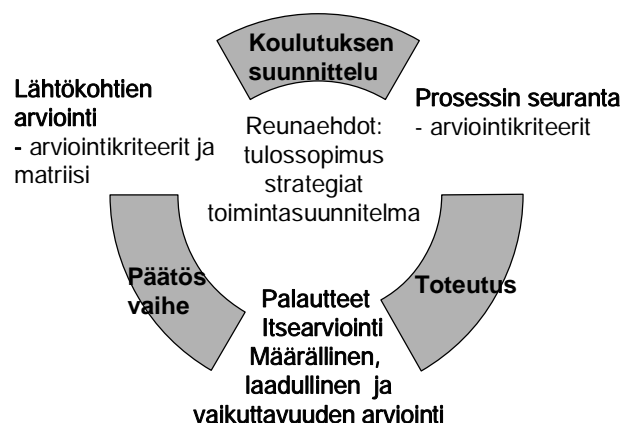 Koulutuksen
suunnittelu
Lähtökohtien
arviointi
- arviointikriteerit ja
matriisi
Prosessin seuranta
- arviointikriteerit
Reunaehdot:
tulossopimus
strategiat
toimintasuunnitelma
Päätös
vaihe
Toteutus
Palautteet
Itsearviointi
Määrällinen,
laadullinen ja
vaikuttavuuden arviointi